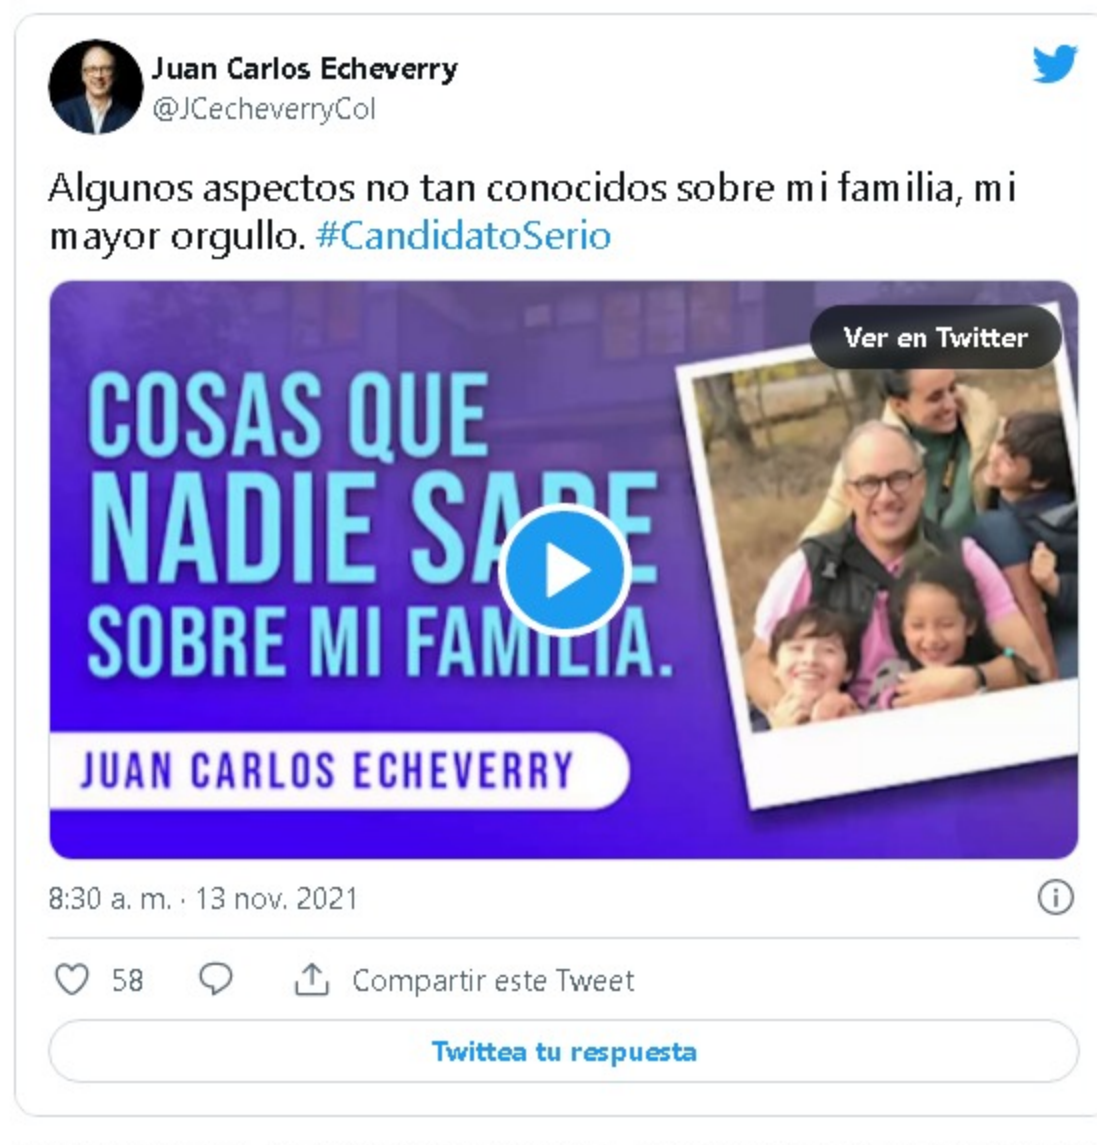 Juan Carlos Echeverry
@JCecheverryCol
Algunos aspectos no tan conocidos sobre mi familia, mi
mayor orgullo. #CandidatoSerio
Ver en Twitter
COSAS QUE
NADIE SABE
SOBRE MI FAMILIA.
JUAN CARLOS ECHEVERRY
8:30 a. m. · 13 nov. 2021
58
Compartir este Tweet
Twittea tu respuesta